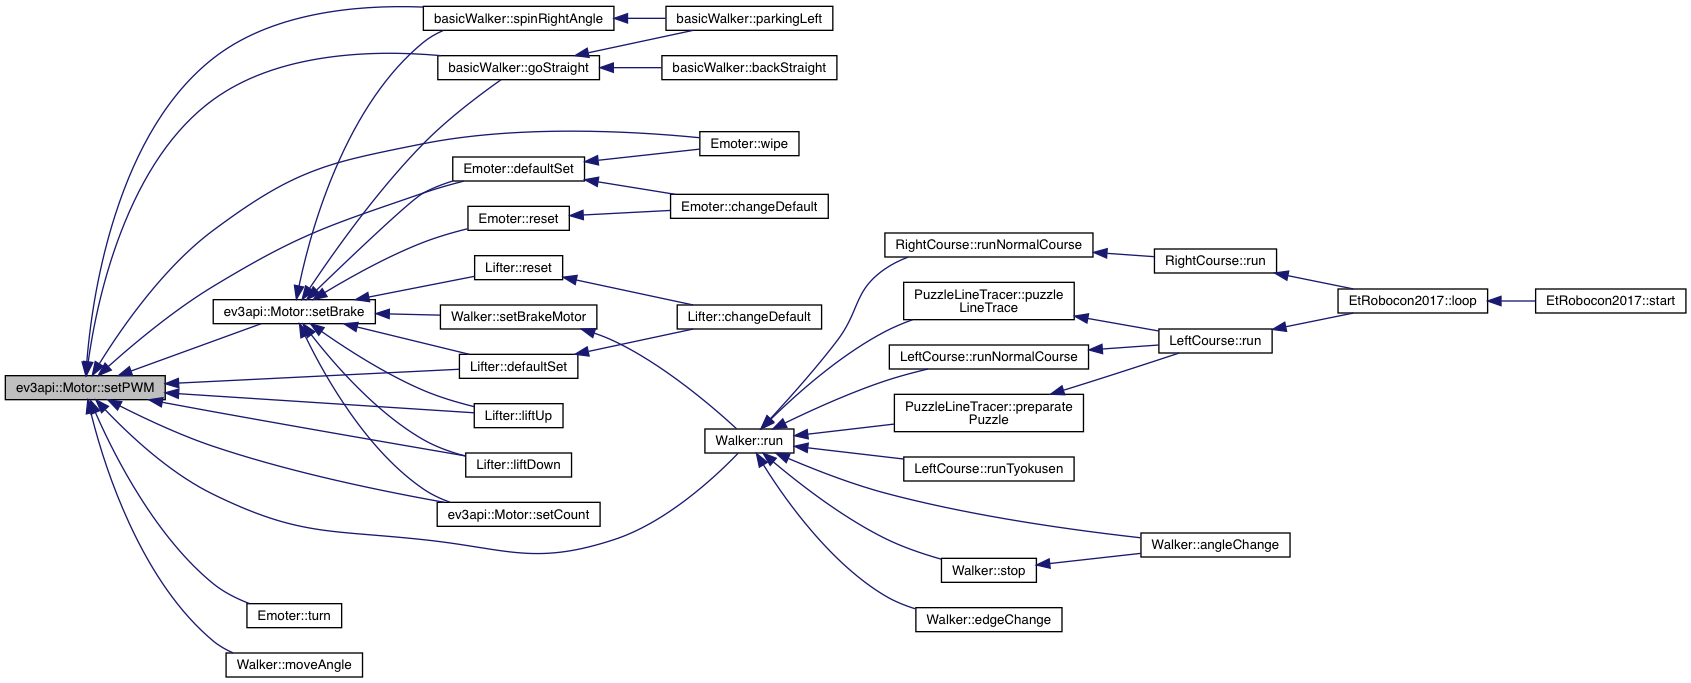 basicWalker::spinRightAngle
basicWalker::parkingLeft
basicWalker::goStraight
basicWalker::backStraight
Emoter::wipe
Emoter::defaultSet
Emoter::changeDefault
Emoter::reset
RightCourse::runNormalCourse
RightCourse::run
Lifter::reset
PuzzleLineTracer::puzzle
LineTrace
EtRobocon2017::loop
EtRobocon2017::start
ev3api::Motor::setBrake
Walker::setBrakeMotor
Lifter::changeDefault
LeftCourse::run
LeftCourse::runNormalCourse
Lifter::defaultSet
ev3api::Motor::setPWM
PuzzleLineTracer::preparate
Puzzle
Lifter::liftUp
Walker::run
Lifter::liftDown
LeftCourse::runTyokusen
ev3api::Motor::setCount
Walker::angleChange
Walker::stop
Emoter::turn
Walker::edgeChange
Walker::moveAngle